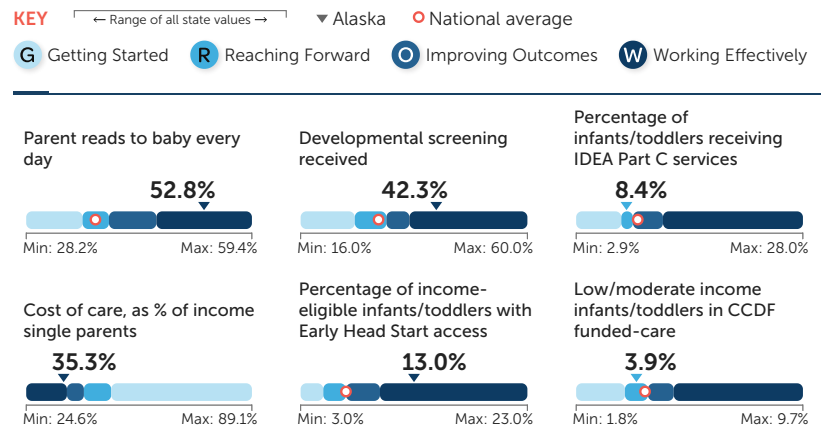 KEY
← Range of all state values →
Alaska
National average
G Getting Started
R Reaching Forward
O Improving Outcomes
W Working Effectively
Parent reads to baby every
day
52.8%
Min: 28.2%
Max: 59.4%
Developmental screening
received
42.3%
Min: 16.0%
Max: 60.0%
Percentage of
infants/toddlers receiving
IDEA Part C services
8.4%
Min: 2.9%
Max: 28.0%
Cost of care, as % of income
single parents
35.3%
Min: 24.6%
Max: 89.1%
Percentage of income-
eligible infants/toddlers with
Early Head Start access
13.0%
Min: 3.0%
Max: 23.0%
Low/moderate income
infants/toddlers in CCDF
funded-care
3.9%
Min: 1.8%
Max: 9.7%